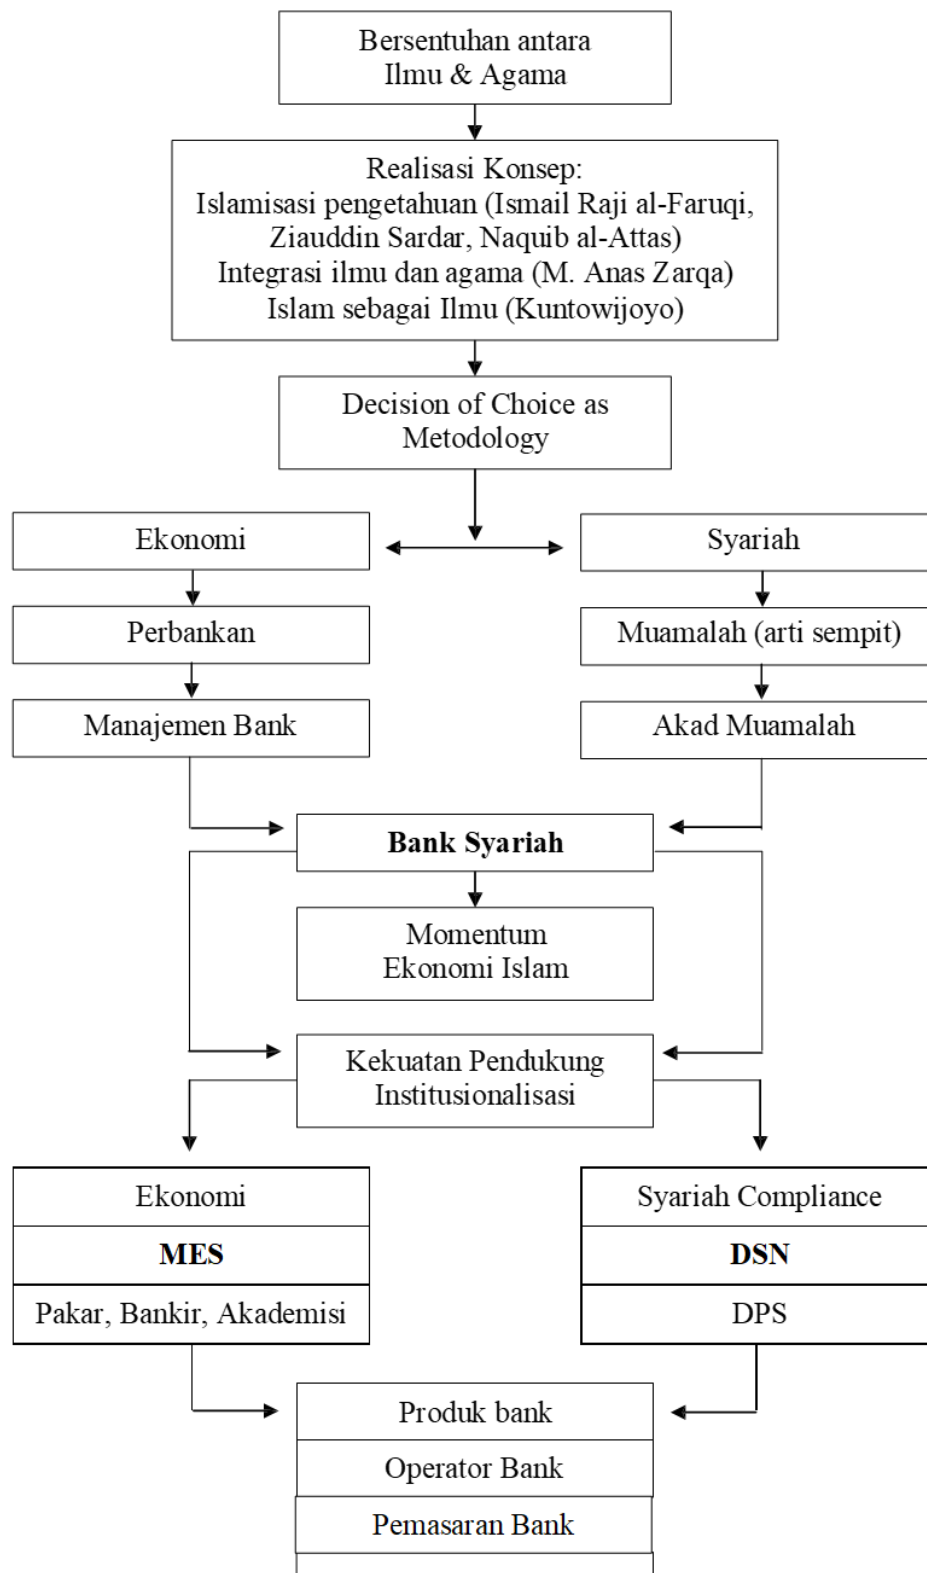 Bersentuhan antara
Ilmu & Agama
Realisasi Konsep:
Islamisasi pengetahuan (Ismail Raji al-Faruqi,
Ziauddin Sardar, Naquib al-Attas)
Integrasi ilmu dan agama (M. Anas Zarqa)
Islam sebagai Ilmu (Kuntowijoyo)
Decision of Choice as
Metodology
Ekonomi
Syariah
Perbankan
Muamalah (arti sempit)
Manajemen Bank
Akad Muamalah
Bank Syariah
Momentum
Ekonomi Islam
Kekuatan Pendukung
Institusionalisasi
Ekonomi
Syariah Compliance
MES
DSN
Pakar, Bankir, Akademisi
DPS
Produk bank
Operator Bank
Pemasaran Bank